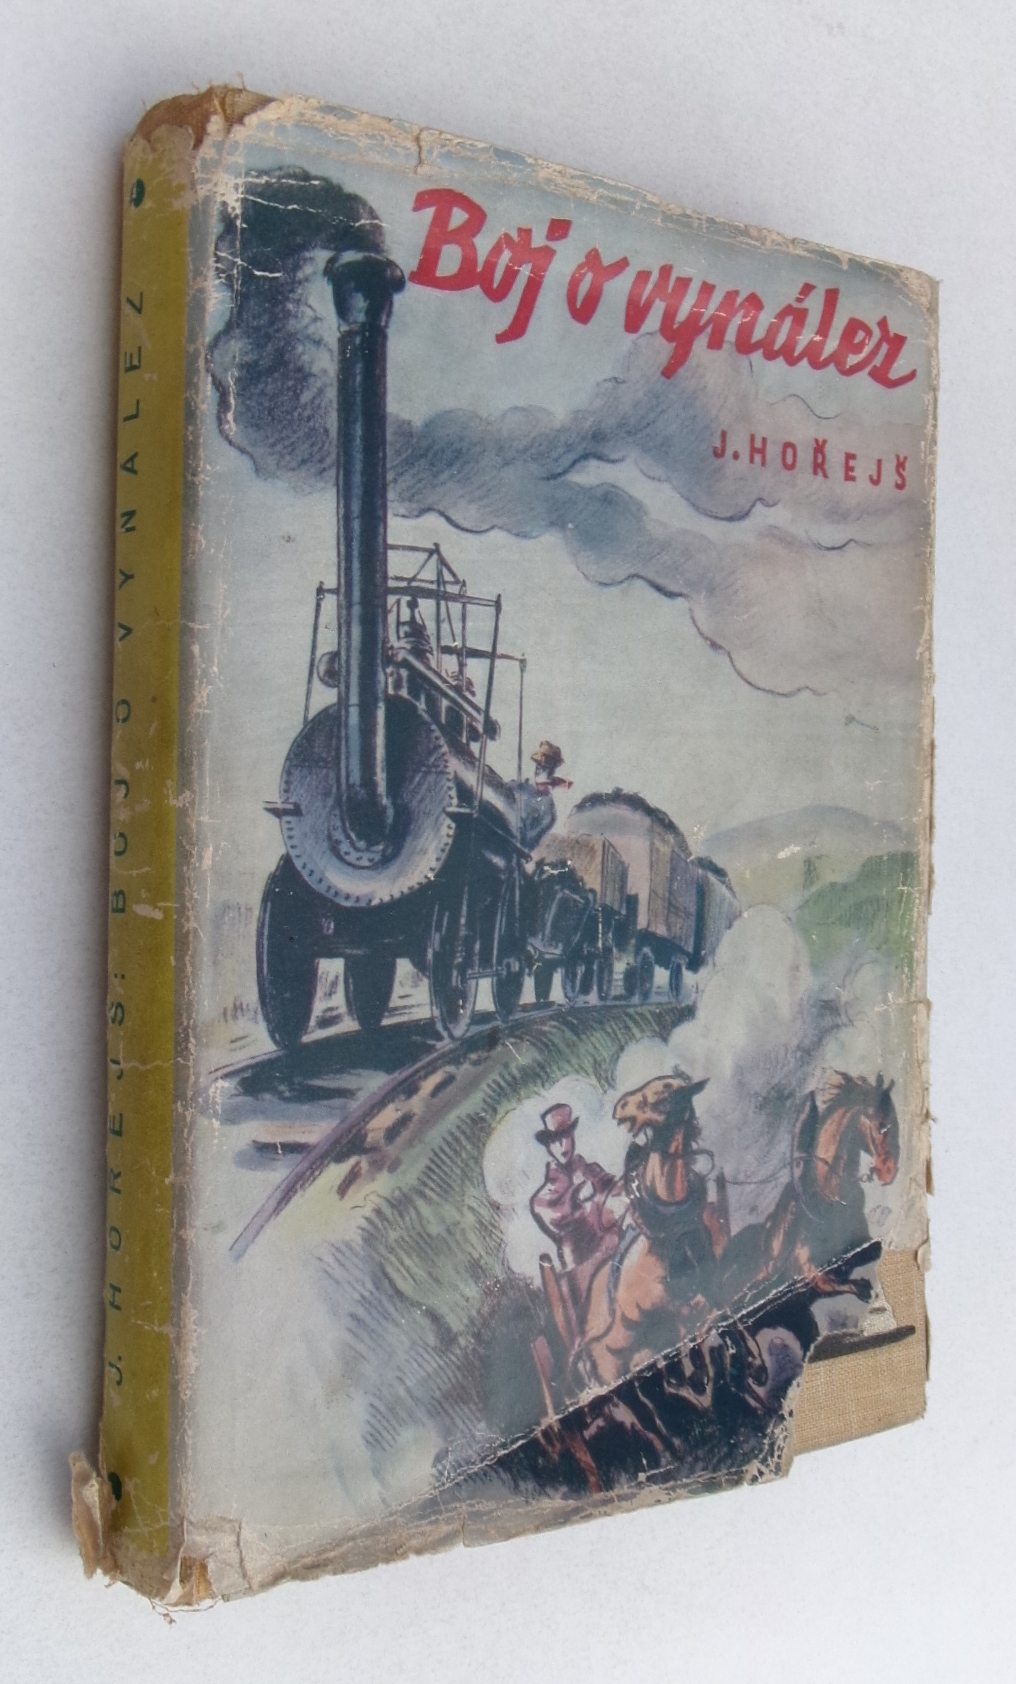 Boj o vynález
J. HOŘEJŠ
J. HOŘEJŠ: BOJ O VYNÁLEZ